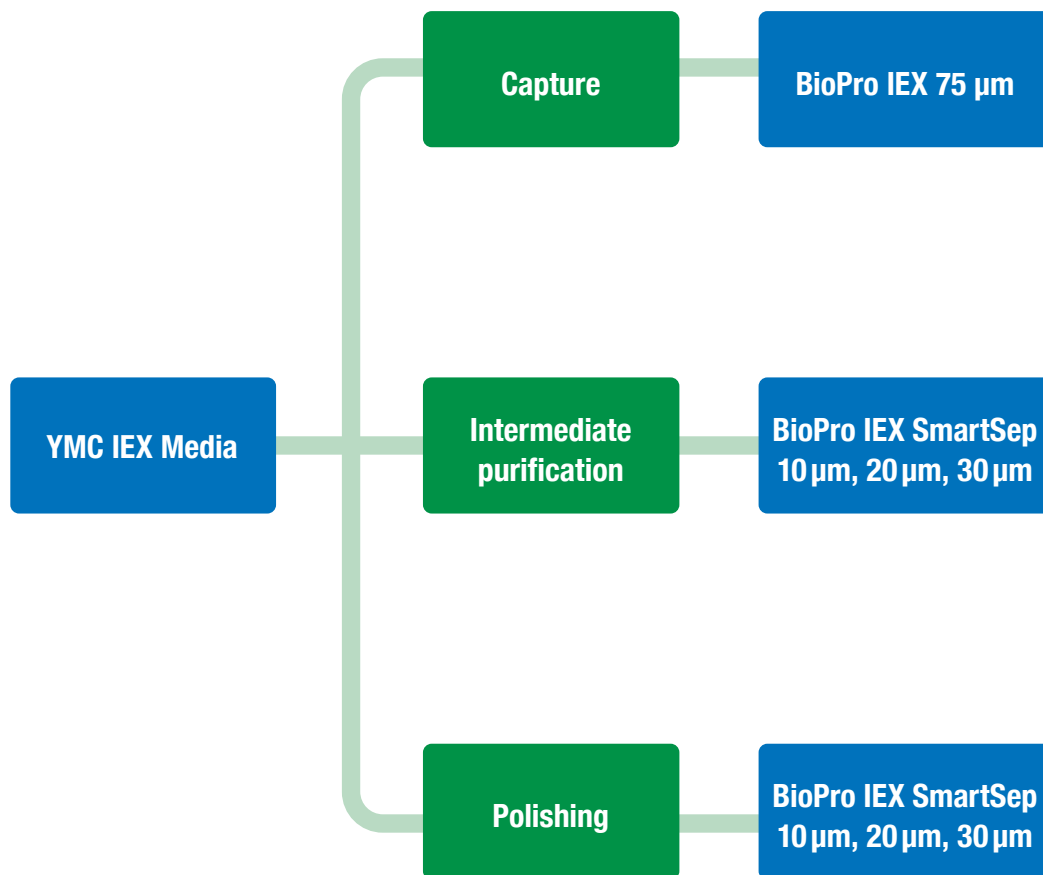 Capture
BioPro IEX 75 µm
YMC IEX Media
Intermediate
purification
BioPro IEX SmartSep
10 µm, 20 µm, 30 µm
Polishing
BioPro IEX SmartSep
10 µm, 20 µm, 30 µm